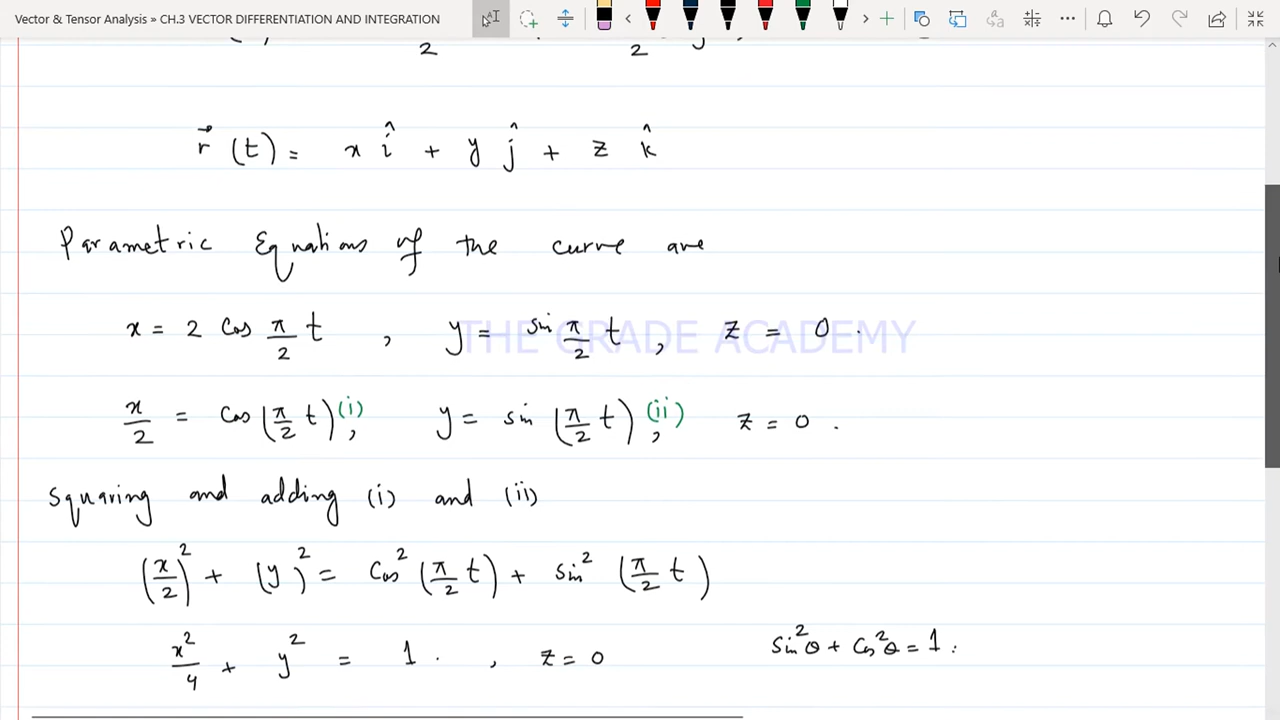 Vector & Tensor Analysis » CH.3 VECTOR DIFFERENTIATION AND INTEGRATION
r⃗ (t) = x î + y ĵ + z k̂
Parametric Equations of the curve are
x = 2 cos π/2 t , y = sin π/2 t , z = 0 .
THE GRADE ACADEMY
x/2 = cos (π/2 t) (i) , y = sin (π/2 t) (ii) , z = 0 .
Squaring and adding (i) and (ii)
(x/2)² + (y)² = cos² (π/2 t) + sin² (π/2 t)
x²/4 + y² = 1 . , z = 0 sin²θ + cos²θ = 1 .